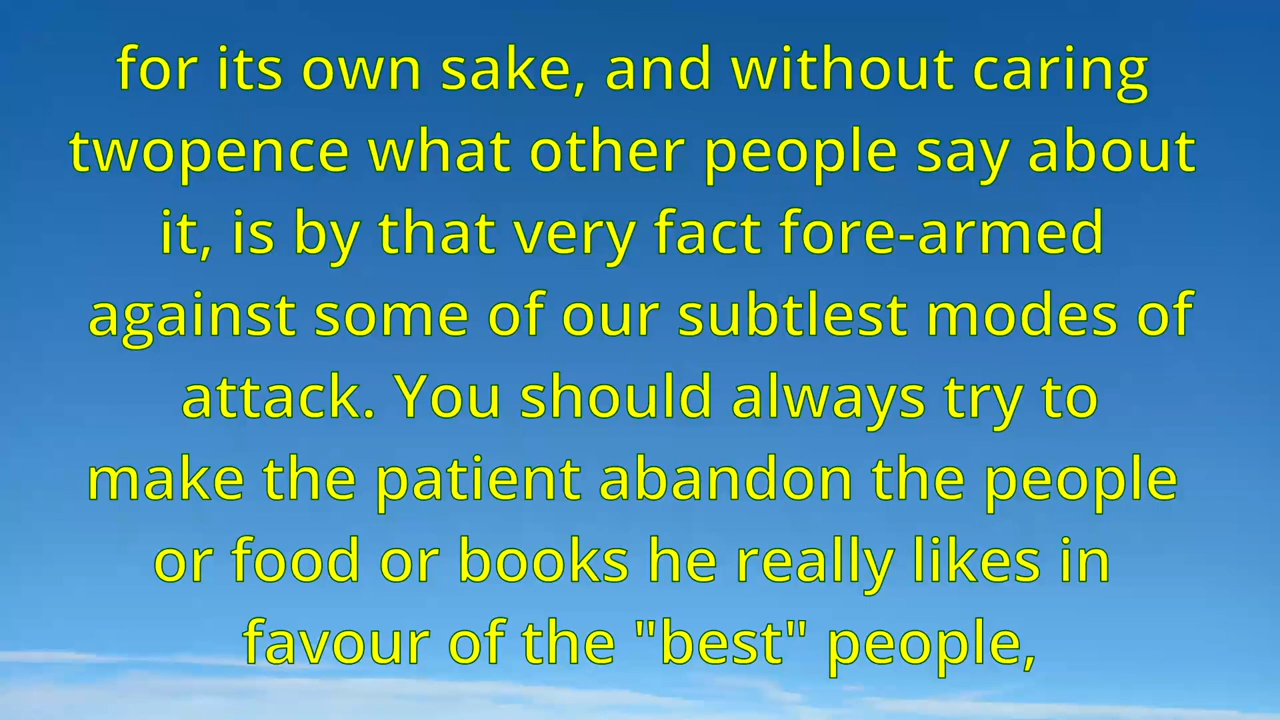 for its own sake, and without caring
twopence what other people say about
it, is by that very fact fore-armed
against some of our subtlest modes of
attack. You should always try to
make the patient abandon the people
or food or books he really likes in
favour of the "best" people,